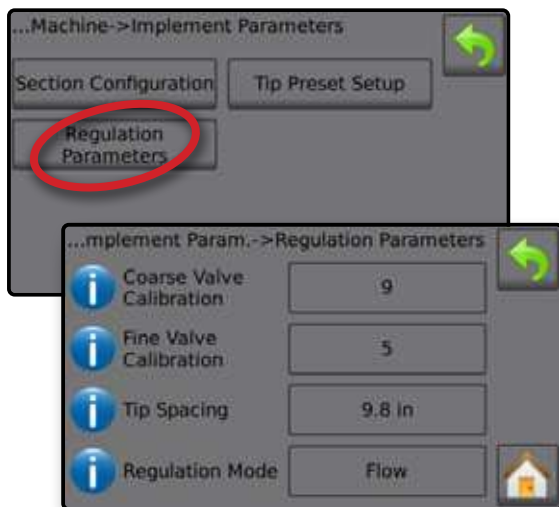 ...Machine->Implement Parameters
Section Configuration
Tip Preset Setup
Regulation
Parameters
...mplement Param.->Regulation Parameters
Coarse Valve
Calibration
9
Fine Valve
Calibration
5
Tip Spacing
9.8 in
Regulation Mode
Flow